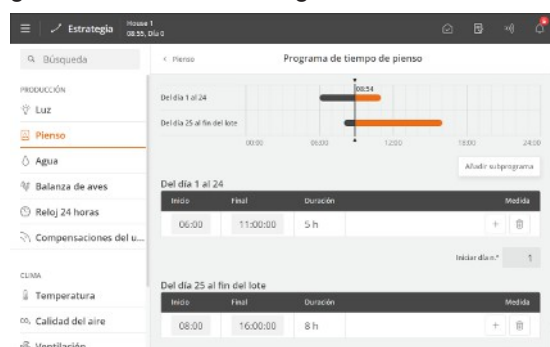 Estrategia
House 1
08:55, Día 0
Búsqueda
PRODUCCIÓN
Luz
Pienso
Agua
Balanza de aves
Reloj 24 horas
Compensaciones del u...
CLIMA
Temperatura
CO₂ Calidad del aire
Ventilación
< Pienso
Programa de tiempo de pienso
08:54
Del día 1 al 24
Del día 25 al fin del lote
00:00 06:00 12:00 18:00 24:00
Añadir subprograma
Del día 1 al 24
Inicio Final Duración Medida
06:00 11:00:00 5 h +
Iniciar día n.º 1
Del día 25 al fin del lote
Inicio Final Duración Medida
08:00 16:00:00 8 h +